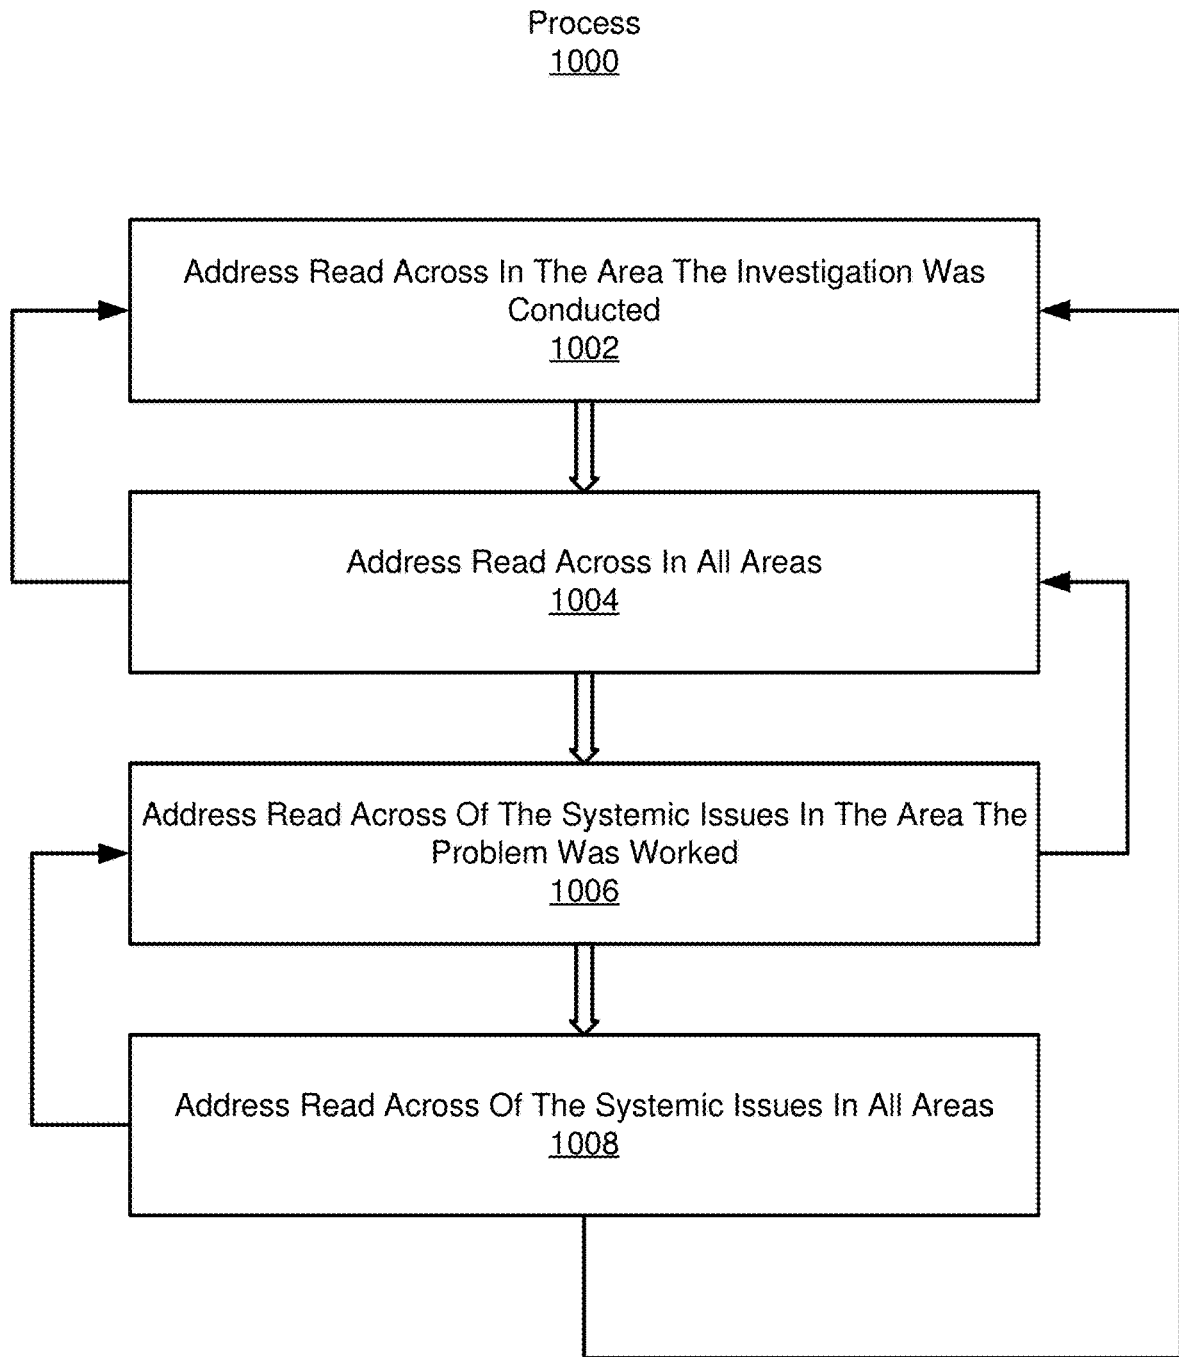 Process
1000
Address Read Across In The Area The Investigation Was
Conducted
1002
Address Read Across In All Areas
1004
Address Read Across Of The Systemic Issues In The Area The
Problem Was Worked
1006
Address Read Across Of The Systemic Issues In All Areas
1008